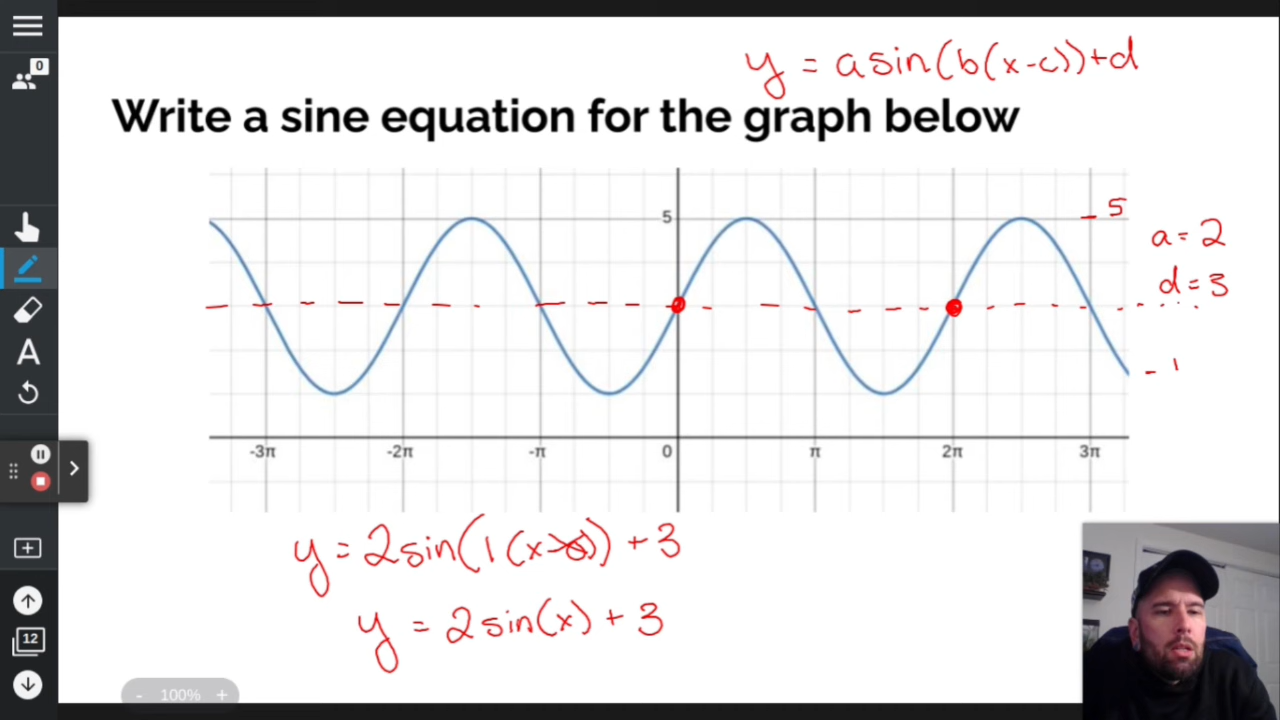 0
y = a sin(b(x-c))+d
Write a sine equation for the graph below
5
- 5
a = 2
d = 3
- 1
-3π -2π -π 0 π 2π 3π
y = 2sin(1(x-0)) + 3
y = 2sin(x) + 3
A
12
- 100% +